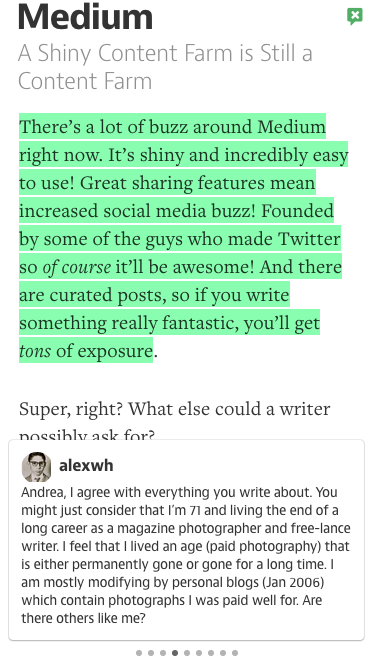 Medium
A Shiny Content Farm is Still a
Content Farm
There’s a lot of buzz around Medium
right now. It’s shiny and incredibly easy
to use! Great sharing features mean
increased social media buzz! Founded
by some of the guys who made Twitter
so of course it’ll be awesome! And there
are curated posts, so if you write
something really fantastic, you’ll get
tons of exposure.
Super, right? What else could a writer
possibly ask for?
alexwh
Andrea, I agree with everything you write about. You
might just consider that I’m 71 and living the end of a
long career as a magazine photographer and free-lance
writer. I feel that I lived an age (paid photography) that
is either permanently gone or gone for a long time. I
am mostly modifying by personal blogs (Jan 2006)
which contain photographs I was paid well for. Are
there others like me?